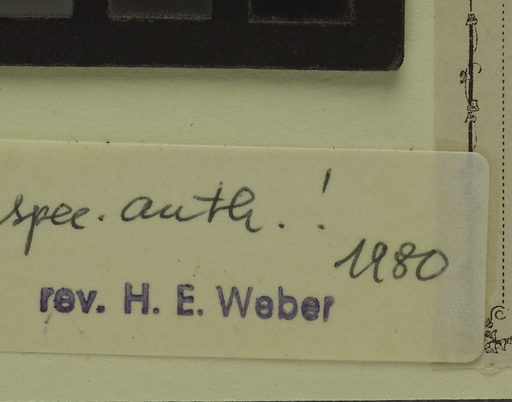 spec. auth. !
1980
rev. H. E. Weber